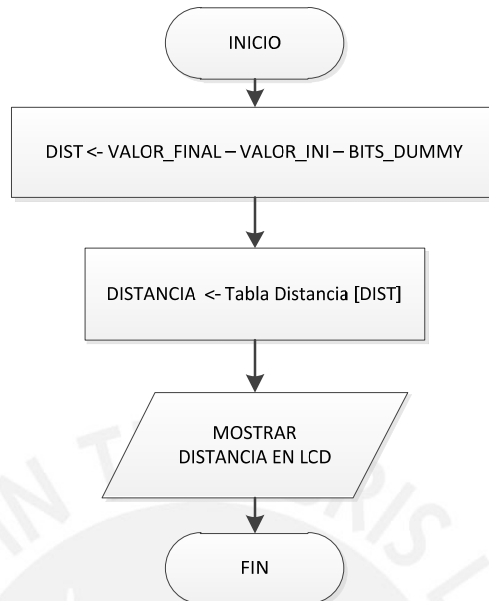 INICIO
DIST <- VALOR_FINAL – VALOR_INI – BITS_DUMMY
DISTANCIA <- Tabla Distancia [DIST]
MOSTRAR
DISTANCIA EN LCD
FIN